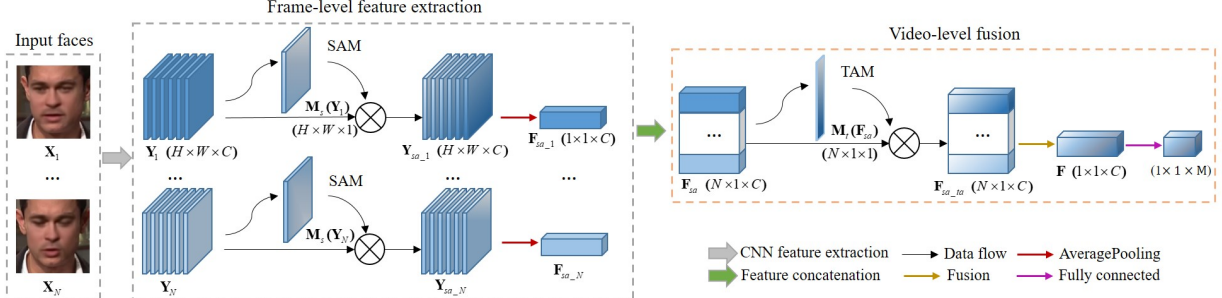 Input faces
X1
...
XN
Frame-level feature extraction
SAM
Ms(Y1)
(H×W×1)
Y1 (H×W×C)
Ysa_1 (H×W×C)
Fsa_1 (1×1×C)
...
...
...
SAM
Ms(YN)
YN
Ysa_N
Fsa_N
Video-level fusion
TAM
...
Mt(Fsa)
(N×1×1)
...
Fsa (N×1×C)
Fsa_ta (N×1×C)
F (1×1×C)
(1×1×M)
CNN feature extraction
Data flow
AveragePooling
Feature concatenation
Fusion
Fully connected